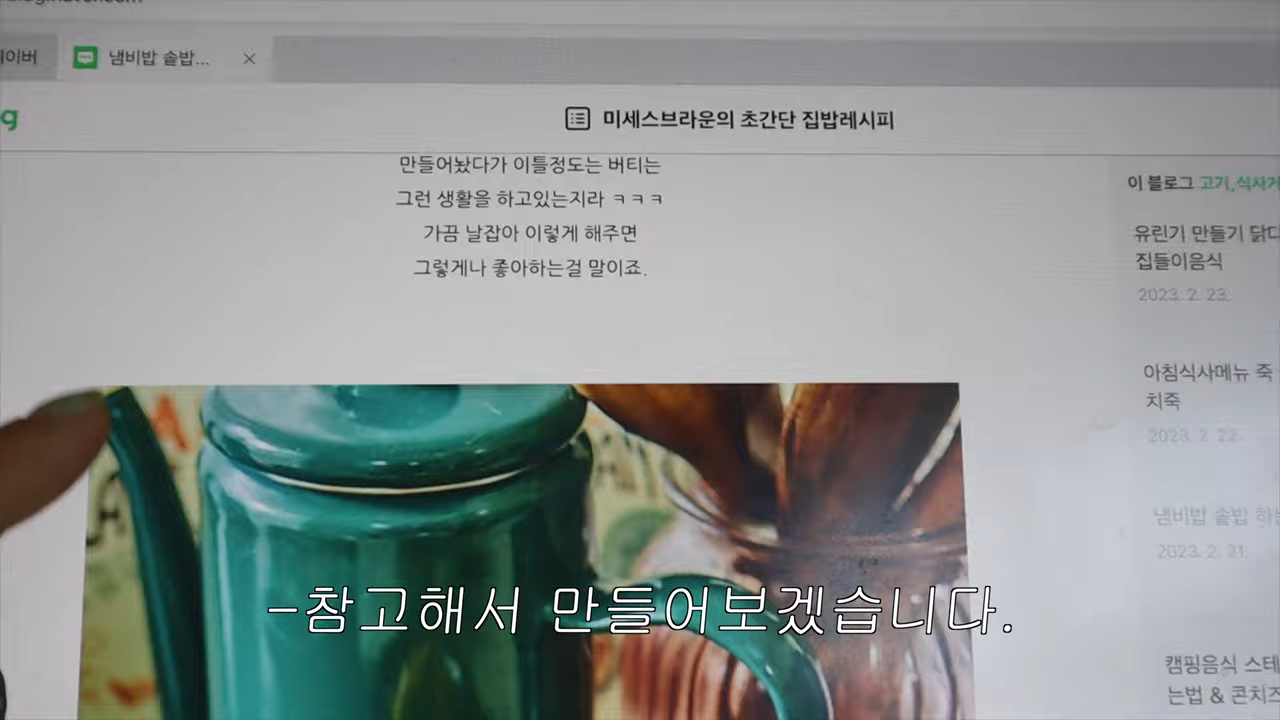 이버
냄비밥 솥밥...
미세스브라운의 초간단 집밥레시피
만들어놨다가 이틀정도는 버티는
그런 생활을 하고있는지라 ㅋㅋㅋ
가끔 날잡아 이렇게 해주면
그렇게나 좋아하는걸 말이죠.
이 블로그 고기,식사
유린기 만들기 닭
집들이음식
2023. 2. 23.
아침식사메뉴 죽
치죽
2023. 2. 22.
냄비밥 솥밥 하
2023. 2. 21.
캠핑음식 스테
는법 & 콘치즈
-참고해서 만들어보겠습니다.